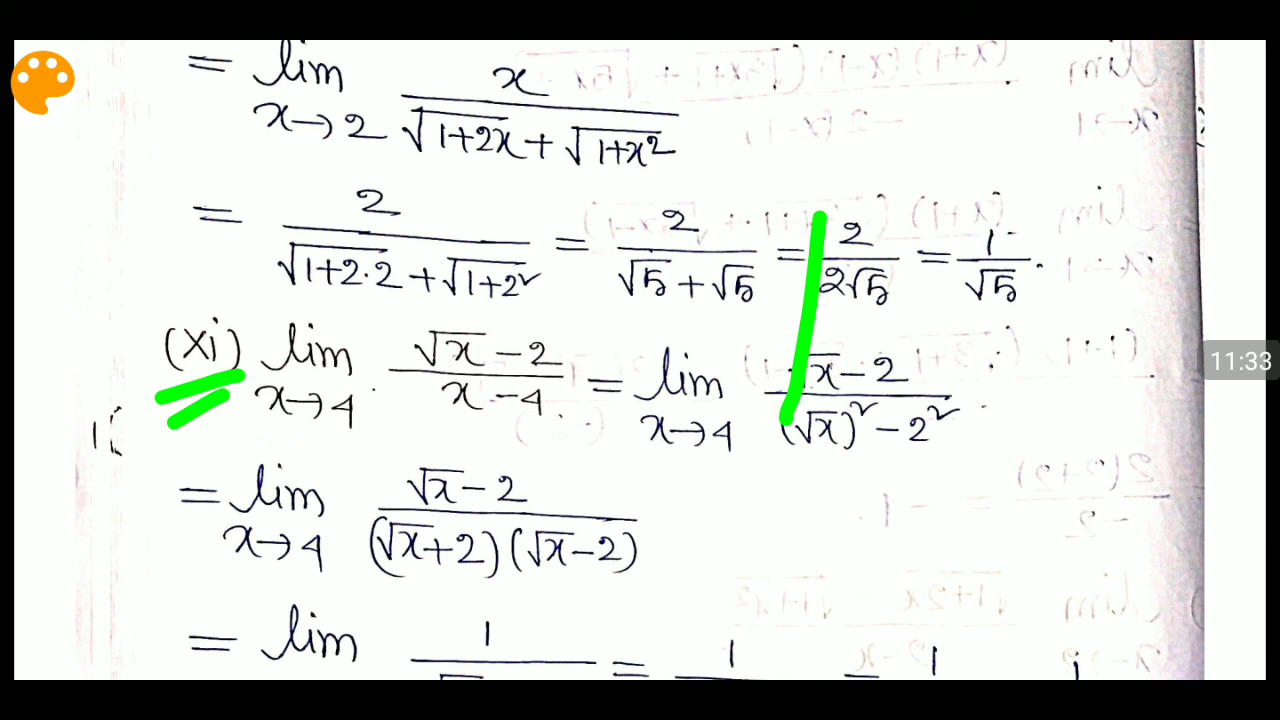 = lim x→2 x/(√(1+2x) + √(1+x²))
= 2/(√(1+2·2) + √(1+2²)) = 2/(√5+√5) = 2/(2√5) = 1/√5.
(xi) lim x→4 (√x-2)/(x-4). = lim x→4 (√x-2)/((√x)²-2²).
11:33
= lim x→4 (√x-2)/((√x+2)(√x-2))
= lim 1 = 1 1